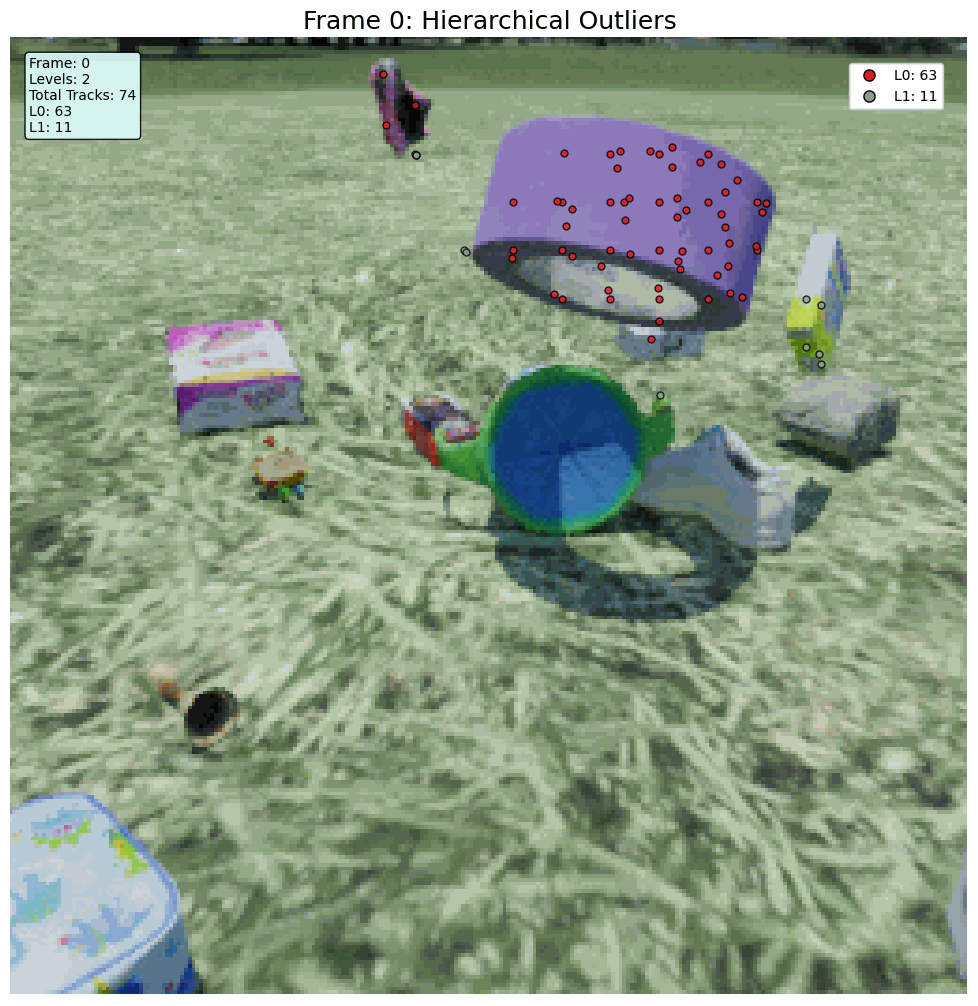 Frame 0: Hierarchical Outliers
Frame: 0
Levels: 2
Total Tracks: 74
L0: 63
L1: 11
L0: 63
L1: 11